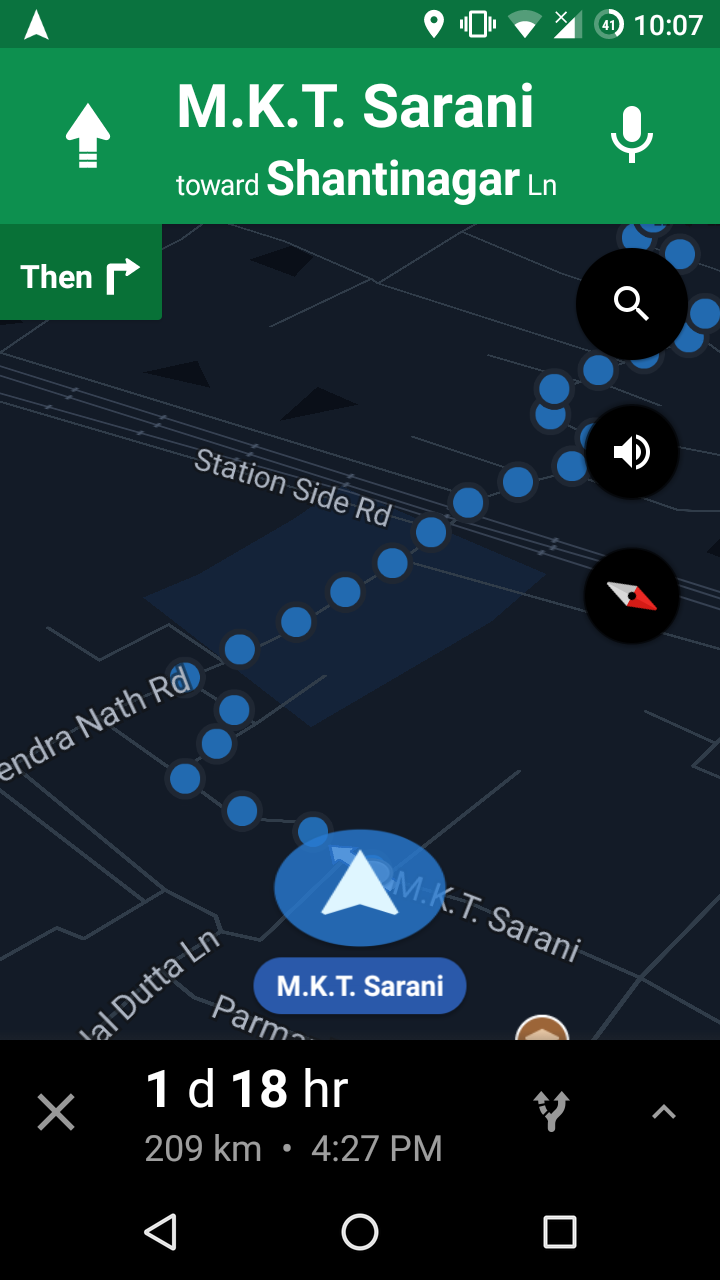 41 10:07
M.K.T. Sarani
toward Shantinagar Ln
Then
Station Side Rd
endra Nath Rd
M.K.T. Sarani
M.K.T. Sarani
lal Dutta Ln
Parma
1 d 18 hr
209 km • 4:27 PM